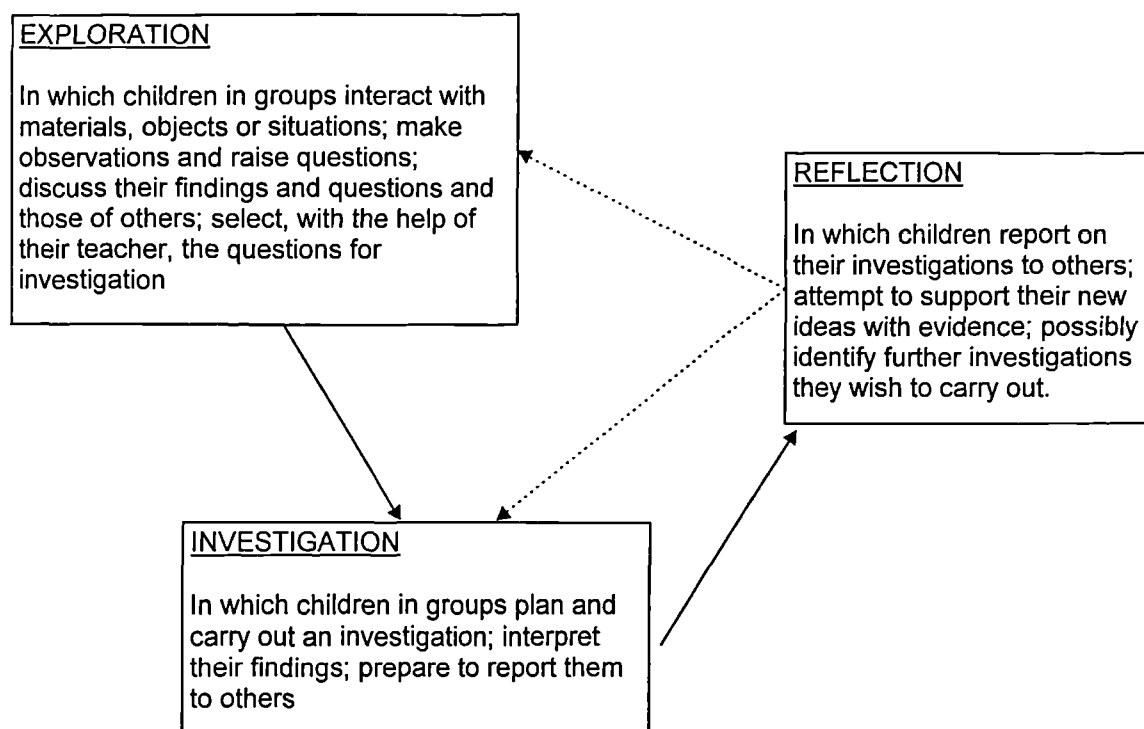 EXPLORATION
In which children in groups interact with
materials, objects or situations; make
observations and raise questions;
discuss their findings and questions and
those of others; select, with the help of
their teacher, the questions for
investigation
REFLECTION
In which children report on
their investigations to others;
attempt to support their new
ideas with evidence; possibly
identify further investigations
they wish to carry out.
INVESTIGATION
In which children in groups plan and
carry out an investigation; interpret
their findings; prepare to report them
to others